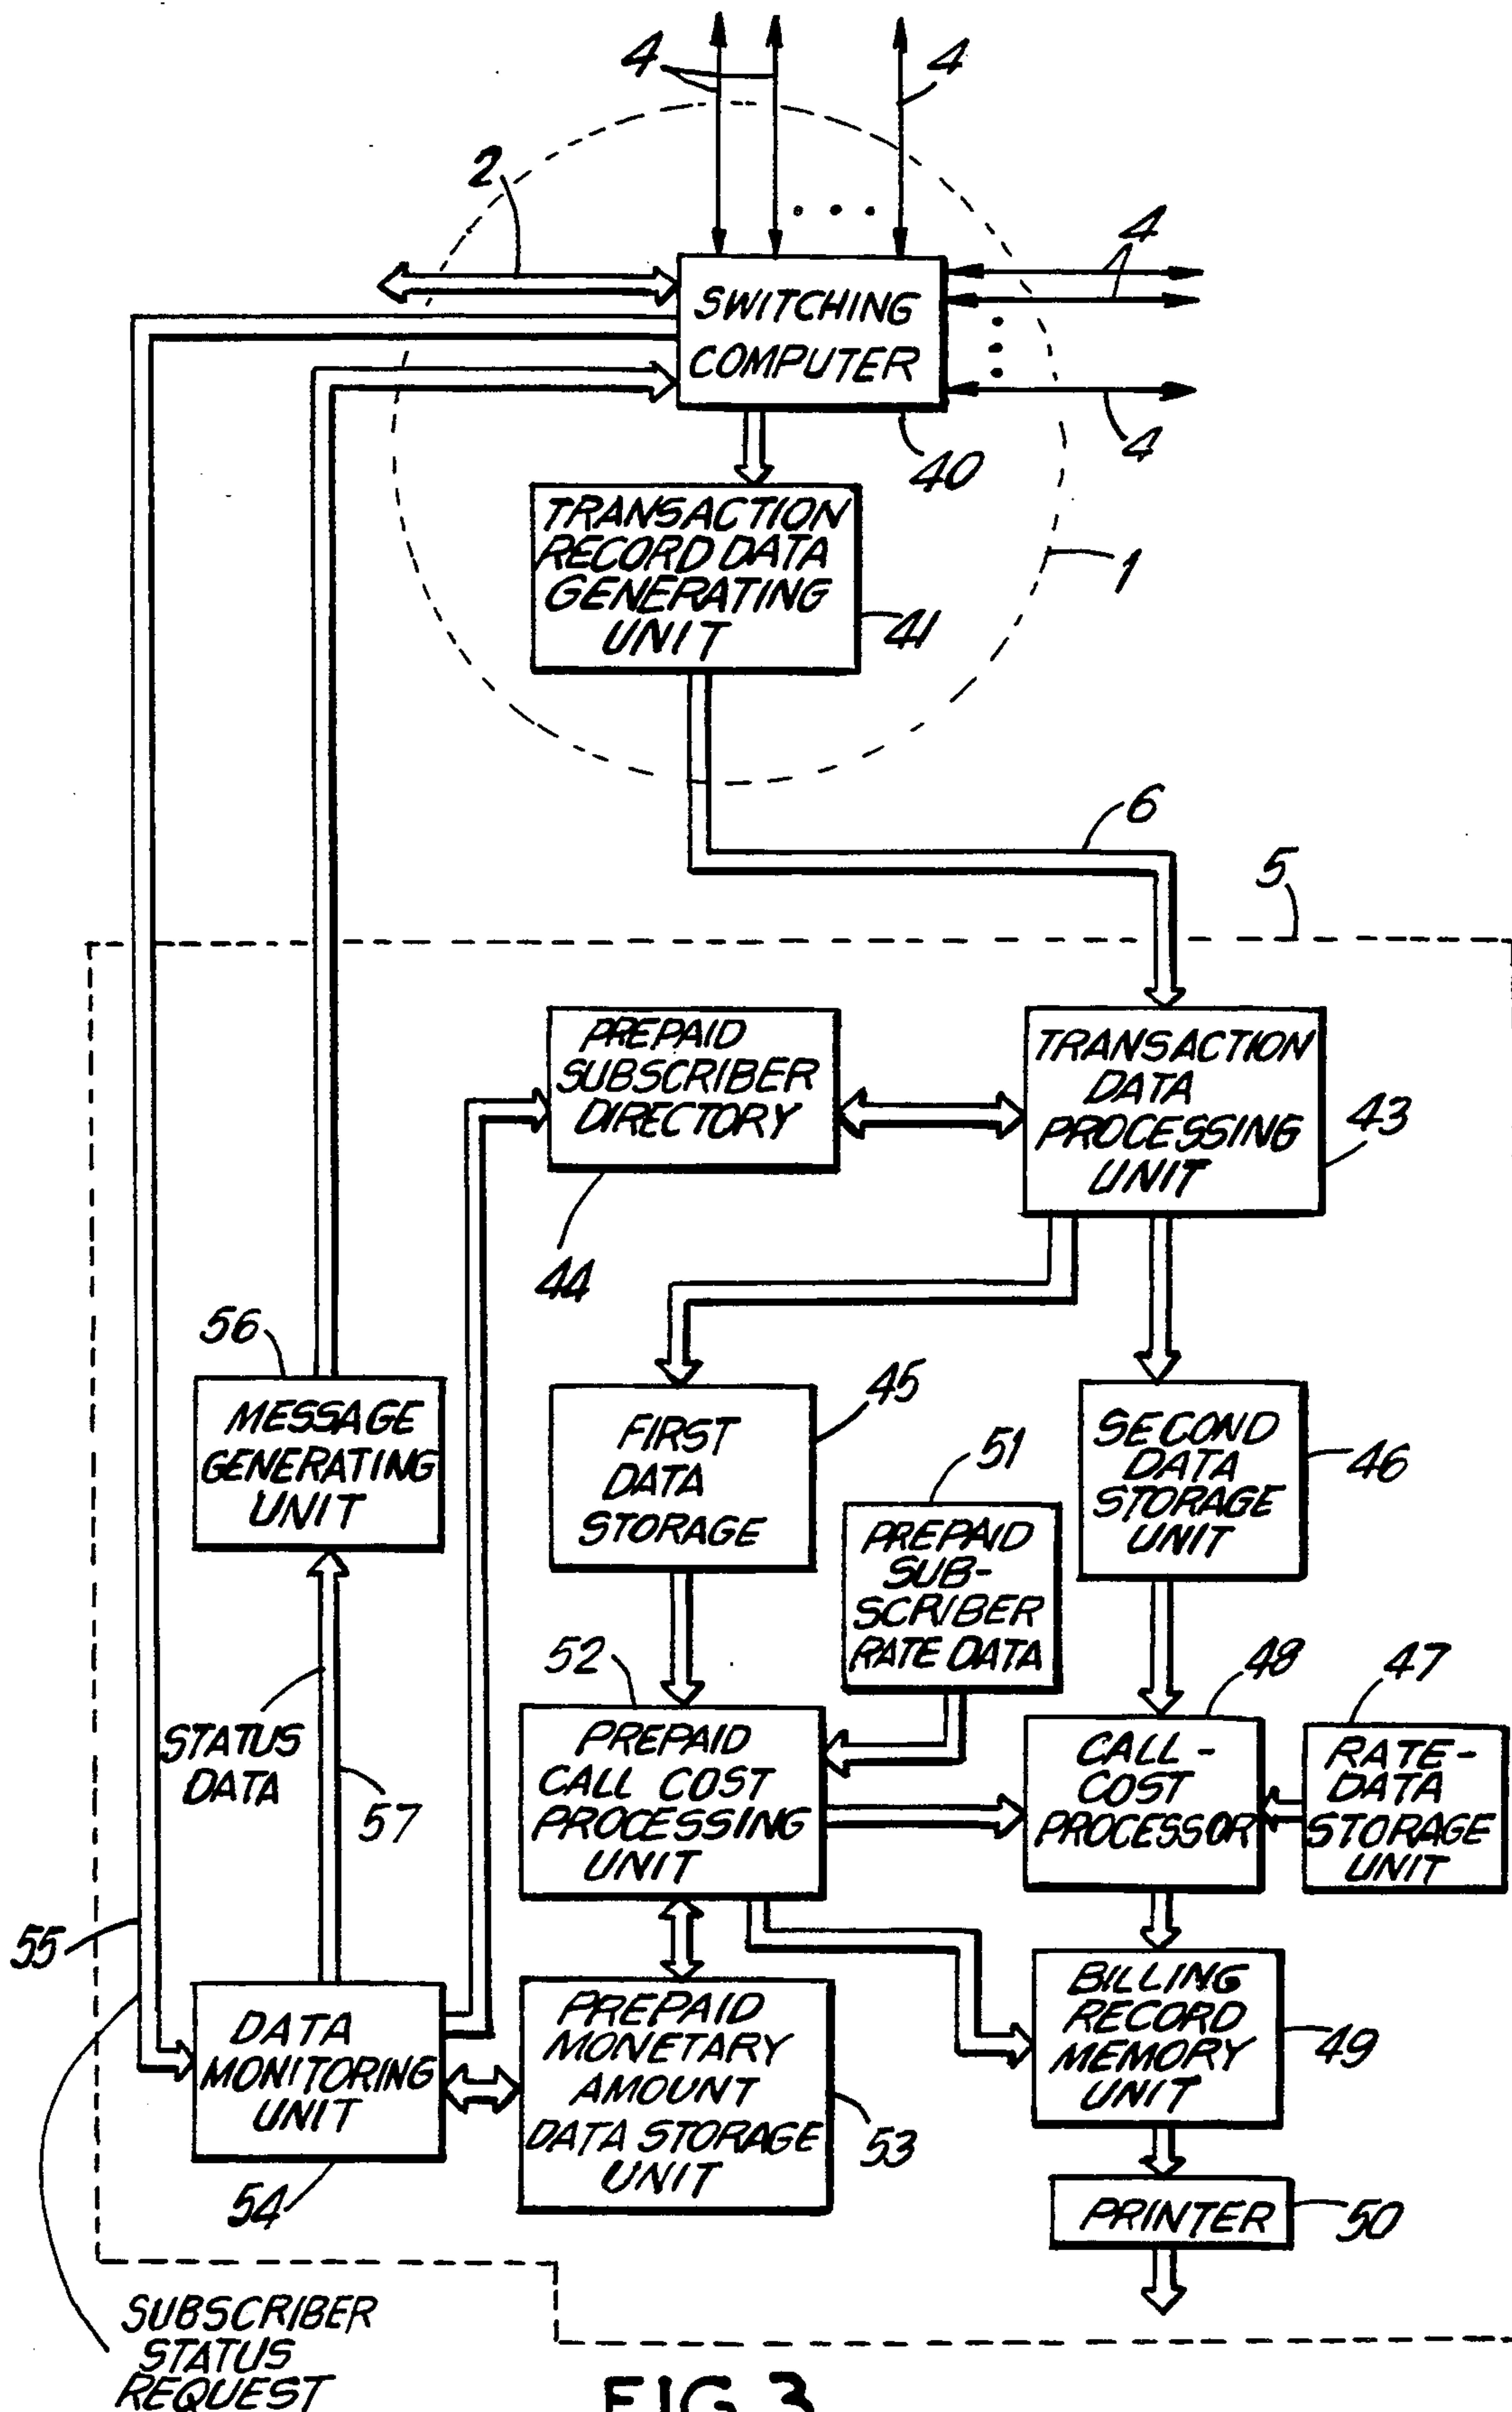 4
4
2
4
SWITCHING
COMPUTER
4
40
TRANSACTION
RECORD DATA
GENERATING
UNIT
41
1
6
5
PREPAID
SUBSCRIBER
DIRECTORY
44
TRANSACTION
DATA
PROCESSING
UNIT
43
56
MESSAGE
GENERATING
UNIT
FIRST
DATA
STORAGE
45
51
PREPAID
SUB-
SCRIBER
RATE DATA
SECOND
DATA
STORAGE
UNIT
46
STATUS
DATA
57
52
PREPAID
CALL COST
PROCESSING
UNIT
48
CALL-
COST
PROCESSOR
47
RATE-
DATA
STORAGE
UNIT
55
DATA
MONITORING
UNIT
54
PREPAID
MONETARY
AMOUNT
DATA STORAGE
UNIT
53
BILLING
RECORD
MEMORY
UNIT
49
PRINTER
50
SUBSCRIBER
STATUS
REQUEST
FIG.3